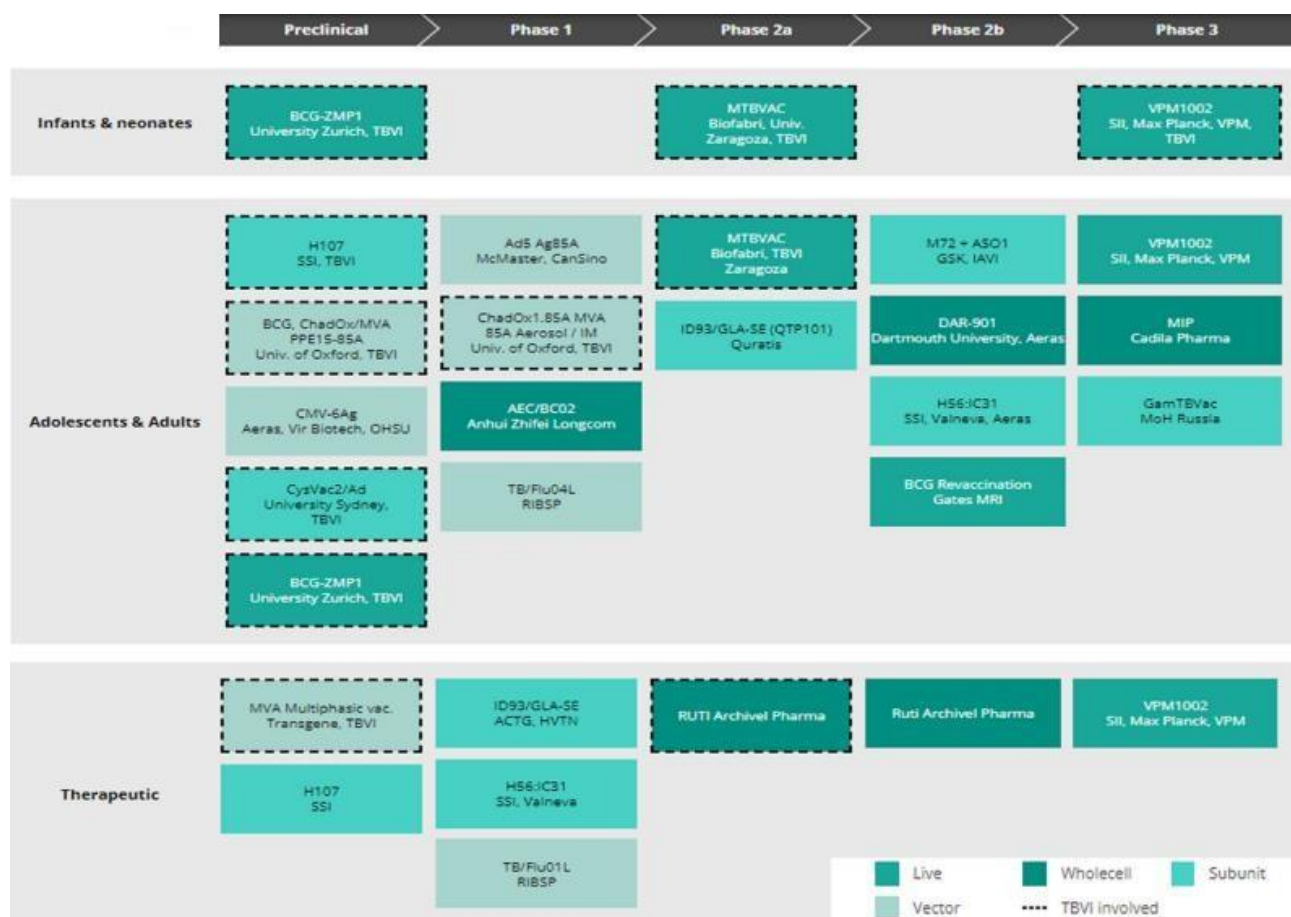 Preclinical
Phase 1
Phase 2a
Phase 2b
Phase 3
Infants & neonates
BCG-ZMP1
University Zurich, TBVI
MTBVAC
Biofabri, Univ.
Zaragoza, TBVI
VPM1002
SII, Max Planck, VPM,
TBVI
Adolescents & Adults
H107
SSI, TBVI
Ad5 Ag85A
McMaster, CanSino
MTBVAC
Biofabri, TBVI
Zaragoza
M72 + ASO1
GSK, IAVI
VPM1002
SII, Max Planck, VPM
BCG, ChadOx/MVA
PPE15-85A
Univ. of Oxford, TBVI
ChadOx1.85A MVA
85A Aerosol / IM
Univ. of Oxford, TBVI
ID93/GLA-SE (QTP101)
Quratis
DAR-901
Dartmouth University, Aeras
MIP
Cadila Pharma
CMV-6Ag
Aeras, Vir Biotech, OHSU
AEC/BC02
Anhui Zhifei Longcom
H56:IC31
SSI, Valneva, Aeras
GamTBVac
MoH Russia
CysVac2/Ad
University Sydney,
TBVI
TB/Flu04L
RIBSP
BCG Revaccination
Gates MRI
BCG-ZMP1
University Zurich, TBVI
Therapeutic
MVA Multiphasic vac.
Transgene, TBVI
ID93/GLA-SE
ACTG, HVTN
RUTI Archivel Pharma
Ruti Archivel Pharma
VPM1002
SII, Max Planck, VPM
H107
SSI
H56:IC31
SSI, Valneva
TB/Flu01L
RIBSP
Live
Wholecell
Subunit
Vector
TBVI involved